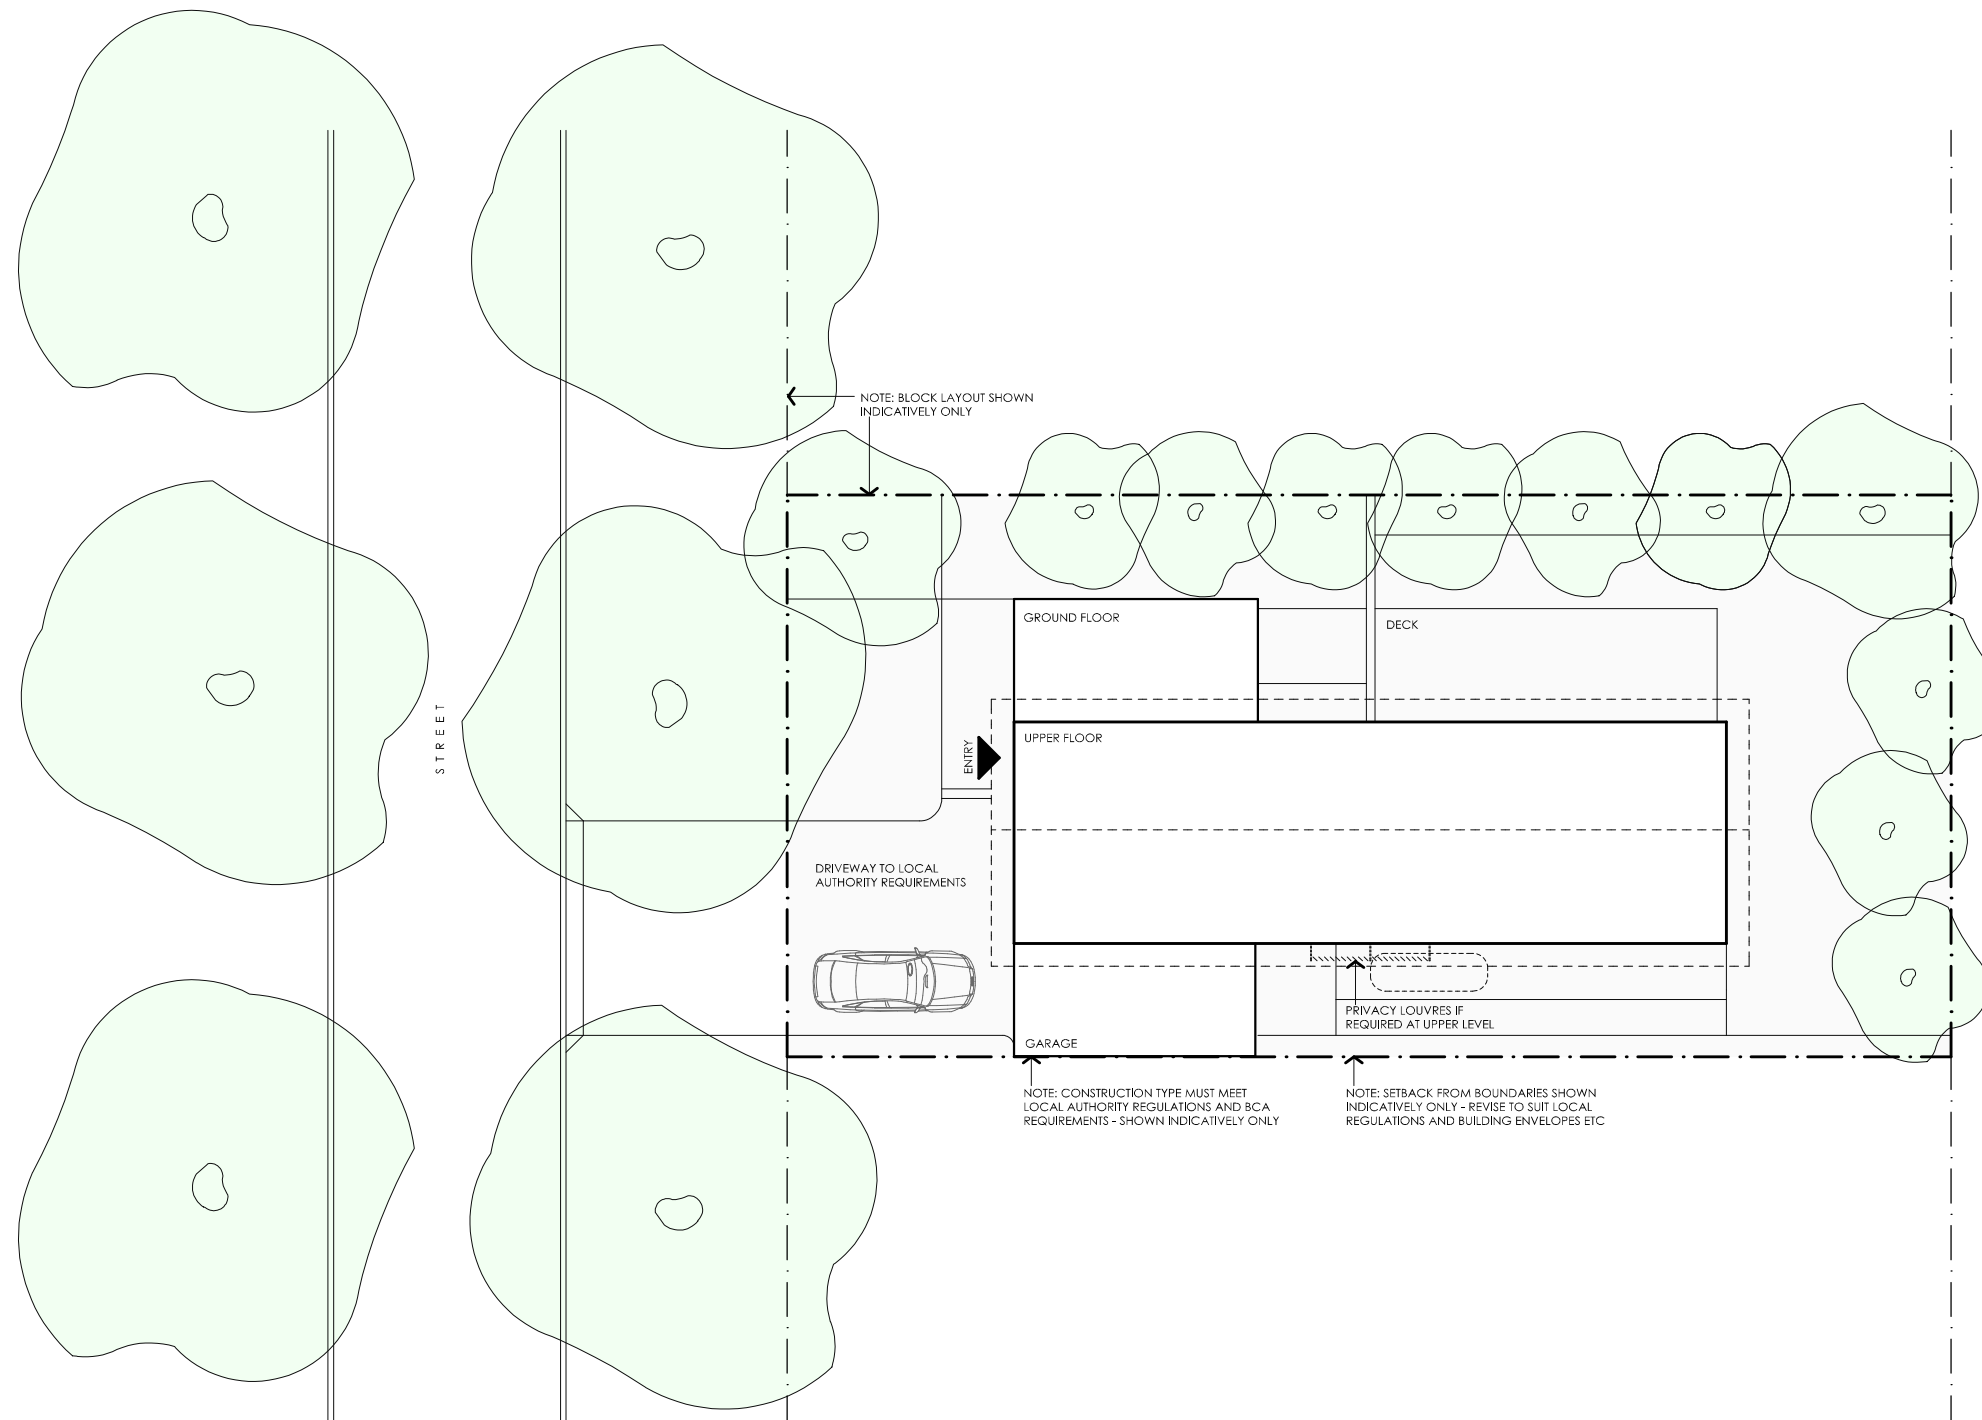 NOTE: BLOCK LAYOUT SHOWN
INDICATIVELY ONLY
GROUND FLOOR
DECK
STREET
ENTRY
UPPER FLOOR
DRIVEWAY TO LOCAL
AUTHORITY REQUIREMENTS
PRIVACY LOUVRES IF
REQUIRED AT UPPER LEVEL
GARAGE
NOTE: CONSTRUCTION TYPE MUST MEET
LOCAL AUTHORITY REGULATIONS AND BCA
REQUIREMENTS - SHOWN INDICATIVELY ONLY
NOTE: SETBACK FROM BOUNDARIES SHOWN
INDICATIVELY ONLY - REVISE TO SUIT LOCAL
REGULATIONS AND BUILDING ENVELOPES ETC